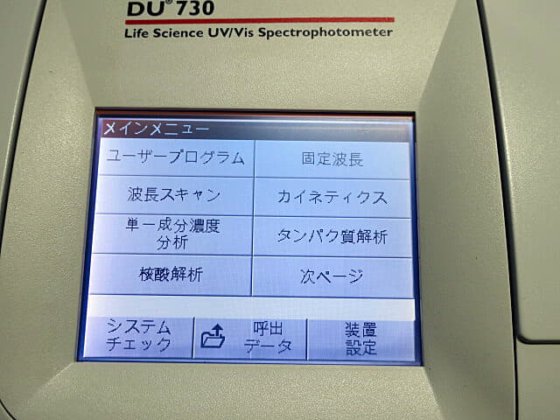 DU® 730
Life Science UV/Vis Spectrophotometer
メインメニュー
ユーザープログラム
固定波長
波長スキャン
カイネティクス
単一成分濃度
分析
タンパク質解析
核酸解析
次ページ
システム
チェック
呼出
データ
装置
設定